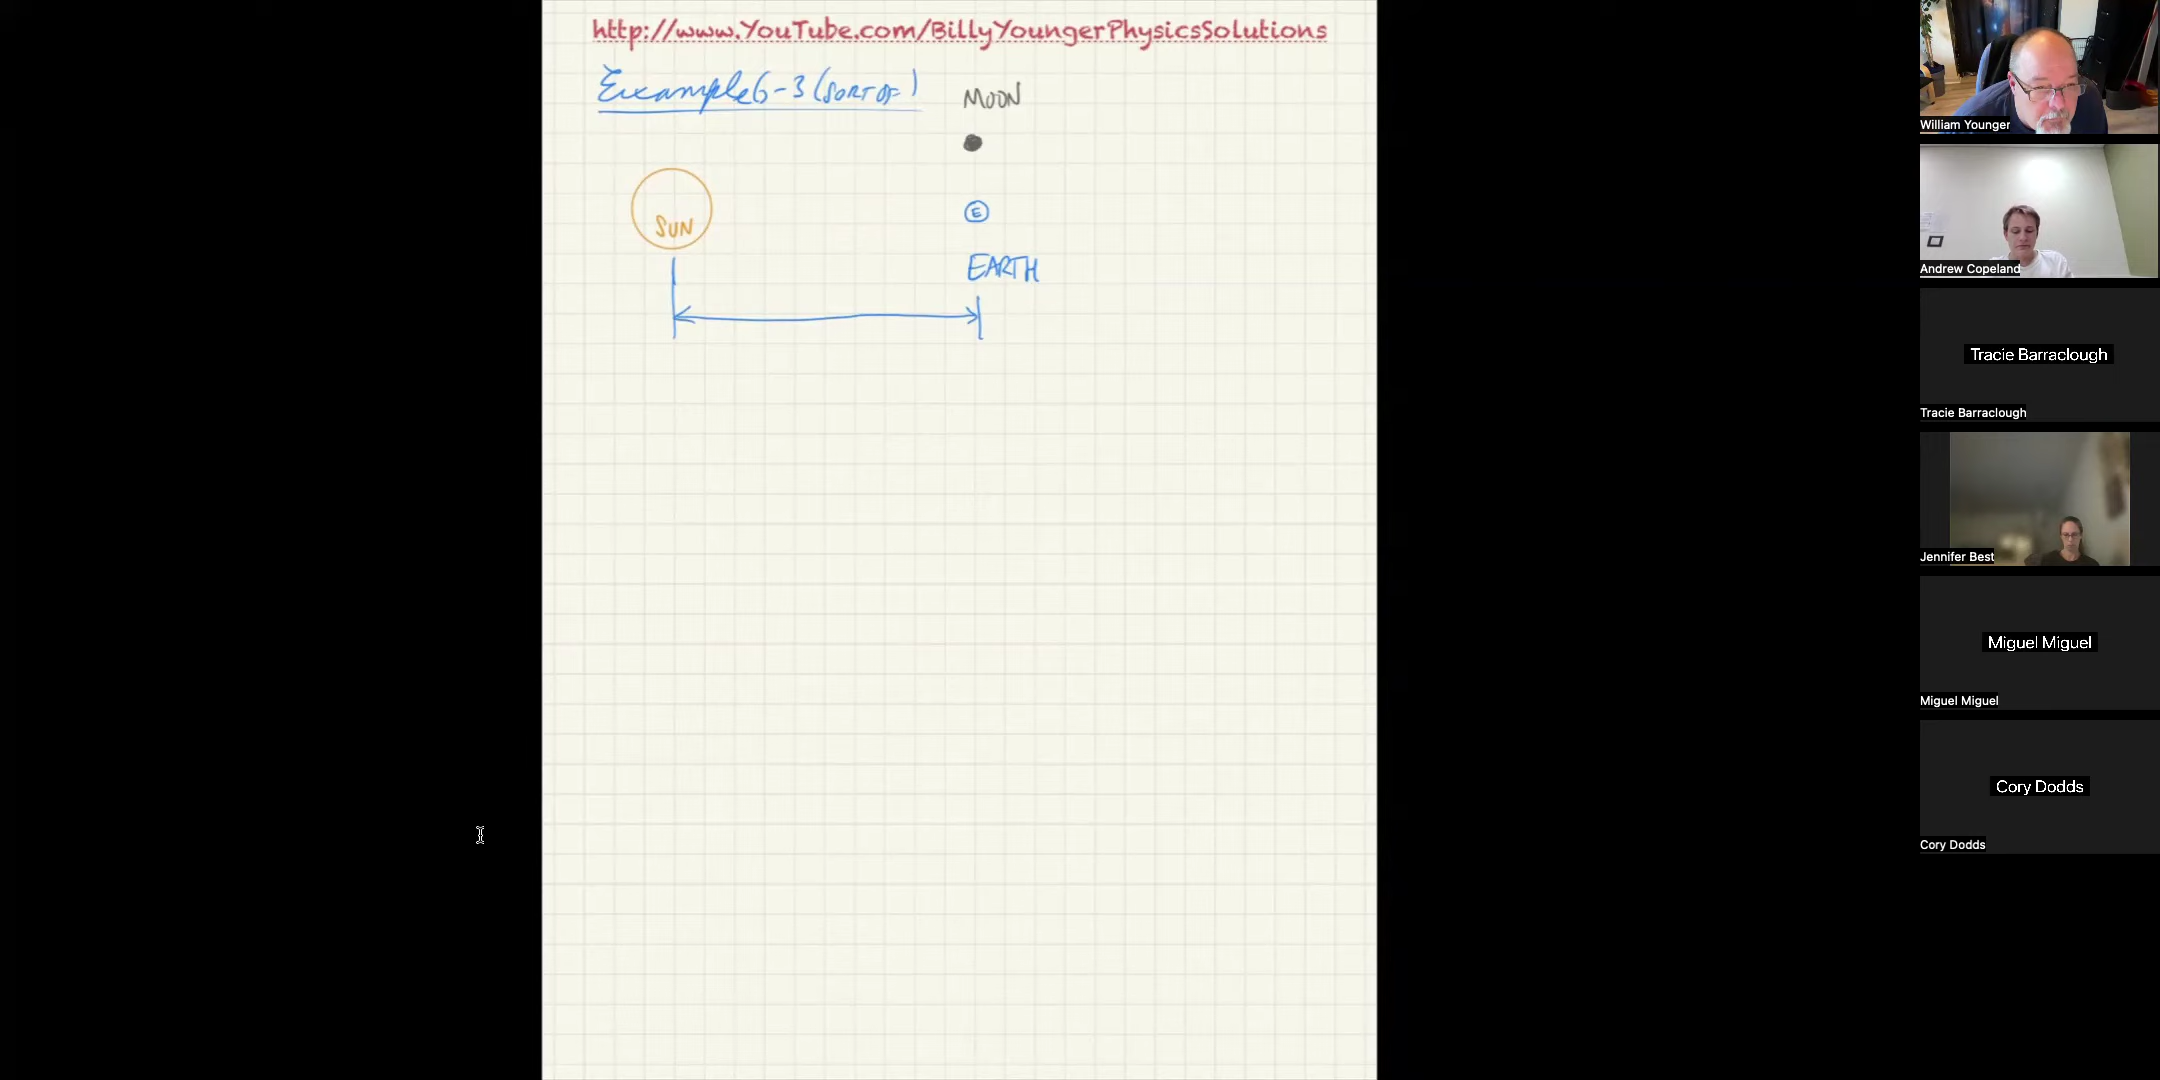 http://www.YouTube.com/BillyYoungerPhysicsSolutions
Example 6-3 (SORT OF)
MOON
SUN
E
EARTH
William Younger
Andrew Copeland
Tracie Barraclough
Tracie Barraclough
Jennifer Best
Miguel Miguel
Miguel Miguel
Cory Dodds
Cory Dodds